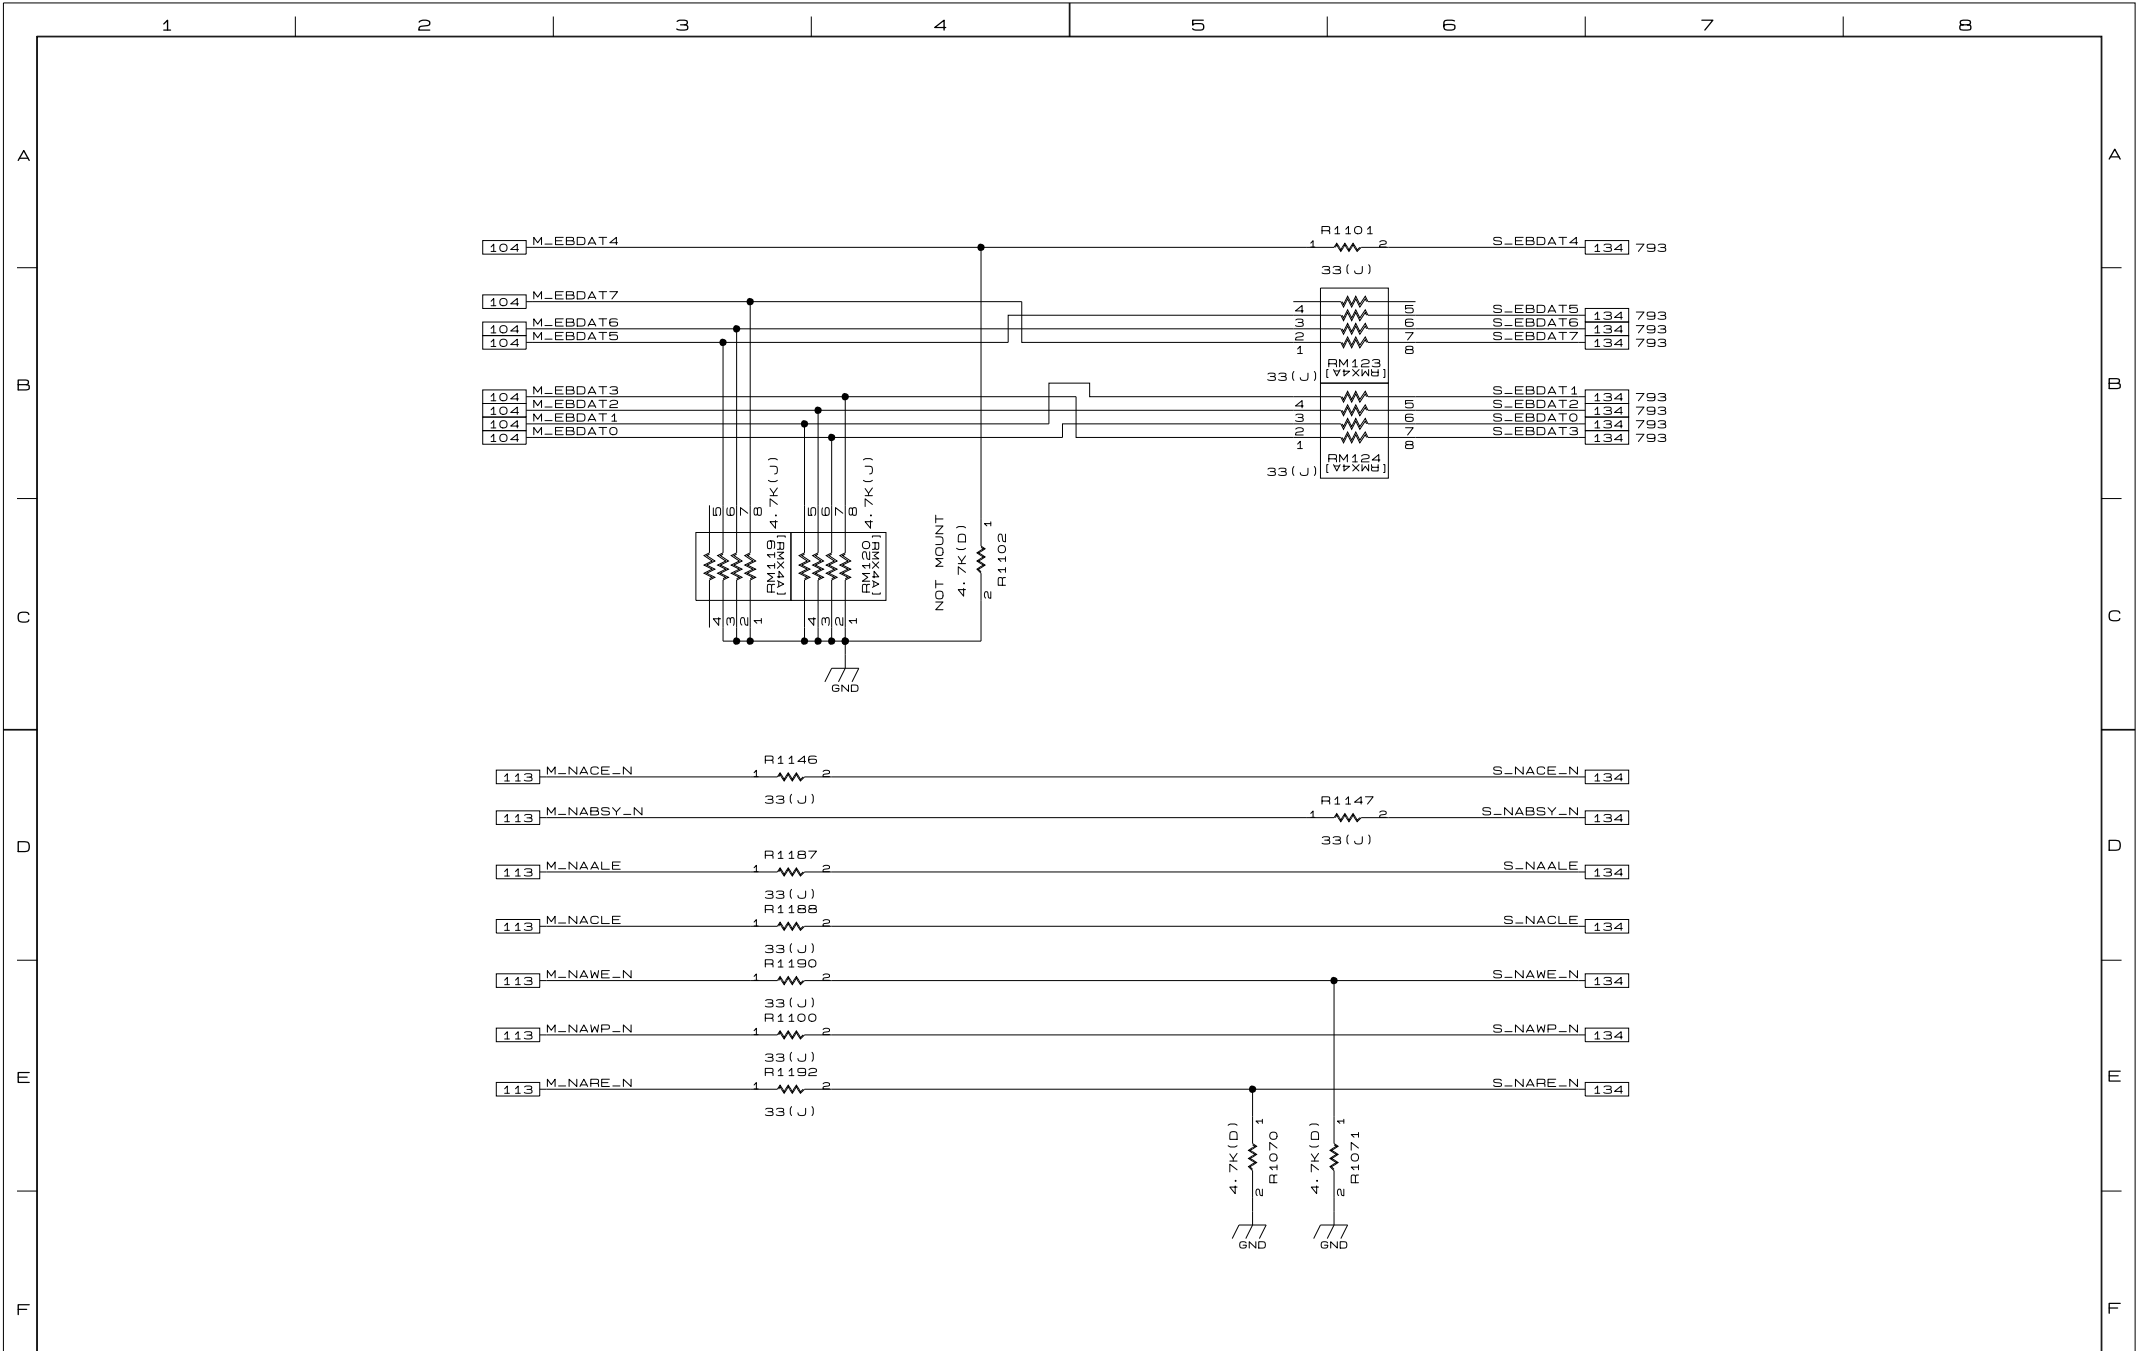 1 2 3 4 5 6 7 8
A A
R1101
104 M_EBDAT4 1 2 S_EBDAT4 134 793
33(J)
104 M_EBDAT7
4 5 S_EBDAT5 134 793
104 M_EBDAT6 3 6 S_EBDAT6 134 793
104 M_EBDAT5 2 7 S_EBDAT7 134 793
1 8
RM123
33(J) [RMX4A]
B B
104 M_EBDAT3 S_EBDAT1 134 793
104 M_EBDAT2 4 5 S_EBDAT2 134 793
104 M_EBDAT1 3 6 S_EBDAT0 134 793
104 M_EBDAT0 2 7 S_EBDAT3 134 793
1 8
RM124
33(J) [RMX4A]
5 6 7 8 4.7K(J) 5 6 7 8 4.7K(J)
RM119 [RMX4A] RM120 [RMX4A]
NOT MOUNT 4.7K(D) 1 2 R1102
4 3 2 1 4 3 2 1
C C
GND
R1146
113 M_NACE_N 1 2 S_NACE_N 134
33(J)
R1147
113 M_NABSY_N 1 2 S_NABSY_N 134
33(J)
D D
R1187
113 M_NAALE 1 2 S_NAALE 134
33(J)
R1188
113 M_NACLE 1 2 S_NACLE 134
33(J)
R1190
113 M_NAWE_N 1 2 S_NAWE_N 134
33(J)
R1100
113 M_NAWP_N 1 2 S_NAWP_N 134
33(J)
E E
R1192
113 M_NARE_N 1 2 S_NARE_N 134
33(J)
4.7K(D) 1 2 R1070 4.7K(D) 1 2 R1071
GND GND
F F